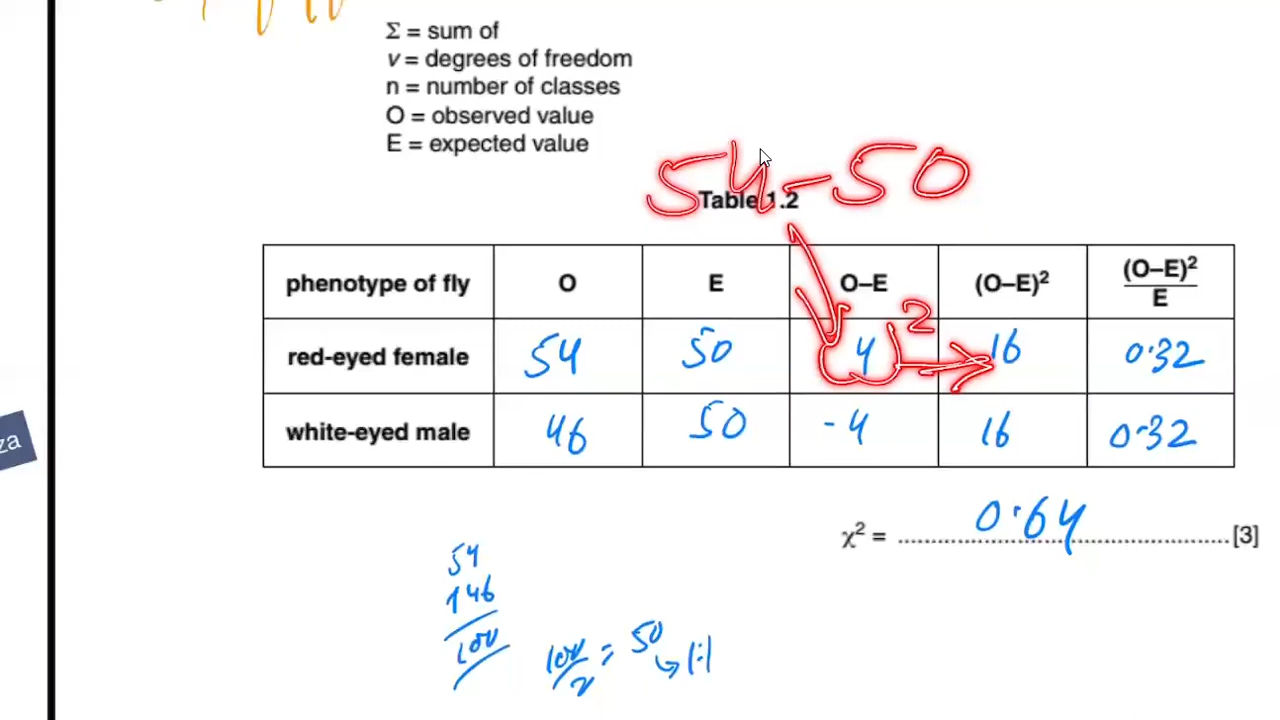 Σ = sum of
v = degrees of freedom
n = number of classes
O = observed value
E = expected value
54-50
Table 1.2
phenotype of fly O E O–E (O–E)² (O–E)²/E
red-eyed female 54 50 (4)² 16 0.32
white-eyed male 46 50 -4 16 0.32
χ² = 0.64 [3]
54
46
100
100/2 = 50 → 1:1
za